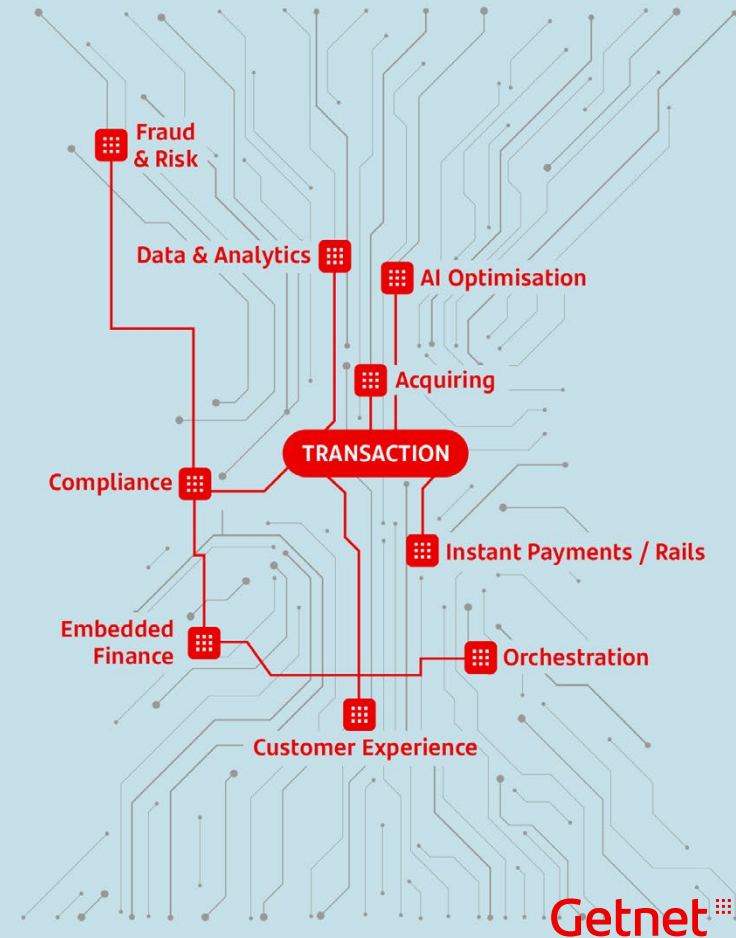 Fraud
& Risk
Data & Analytics
AI Optimisation
Acquiring
TRANSACTION
Compliance
Instant Payments / Rails
Embedded
Finance
Orchestration
Customer Experience
Getnet